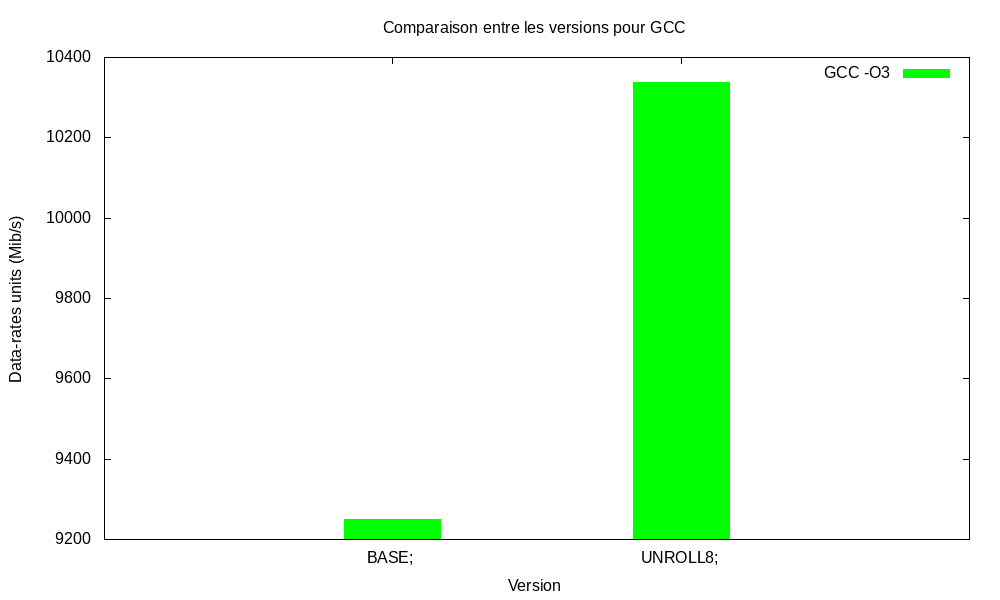 Comparaison entre les versions pour GCC
10400
GCC -O3
10200
10000
9800
9600
9400
9200
Data-rates units (Mib/s)
BASE;
UNROLL8;
Version